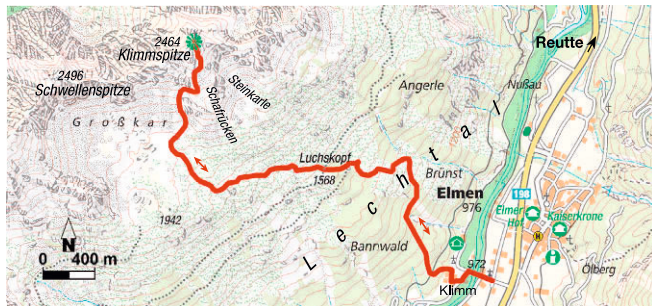 2464
Klimmspitze
Reutte
2496
Schwellenspitze
Steinkarle
Schafrücken
Großkar
Angerle
Nußau
Lechtal
Luchskopf
1568
Brünst
Elmen
976
198
Elmer
Hof
Kaiserkrone
H
1942
N
400 m
Bannwald
972
Klimm
Ölberg